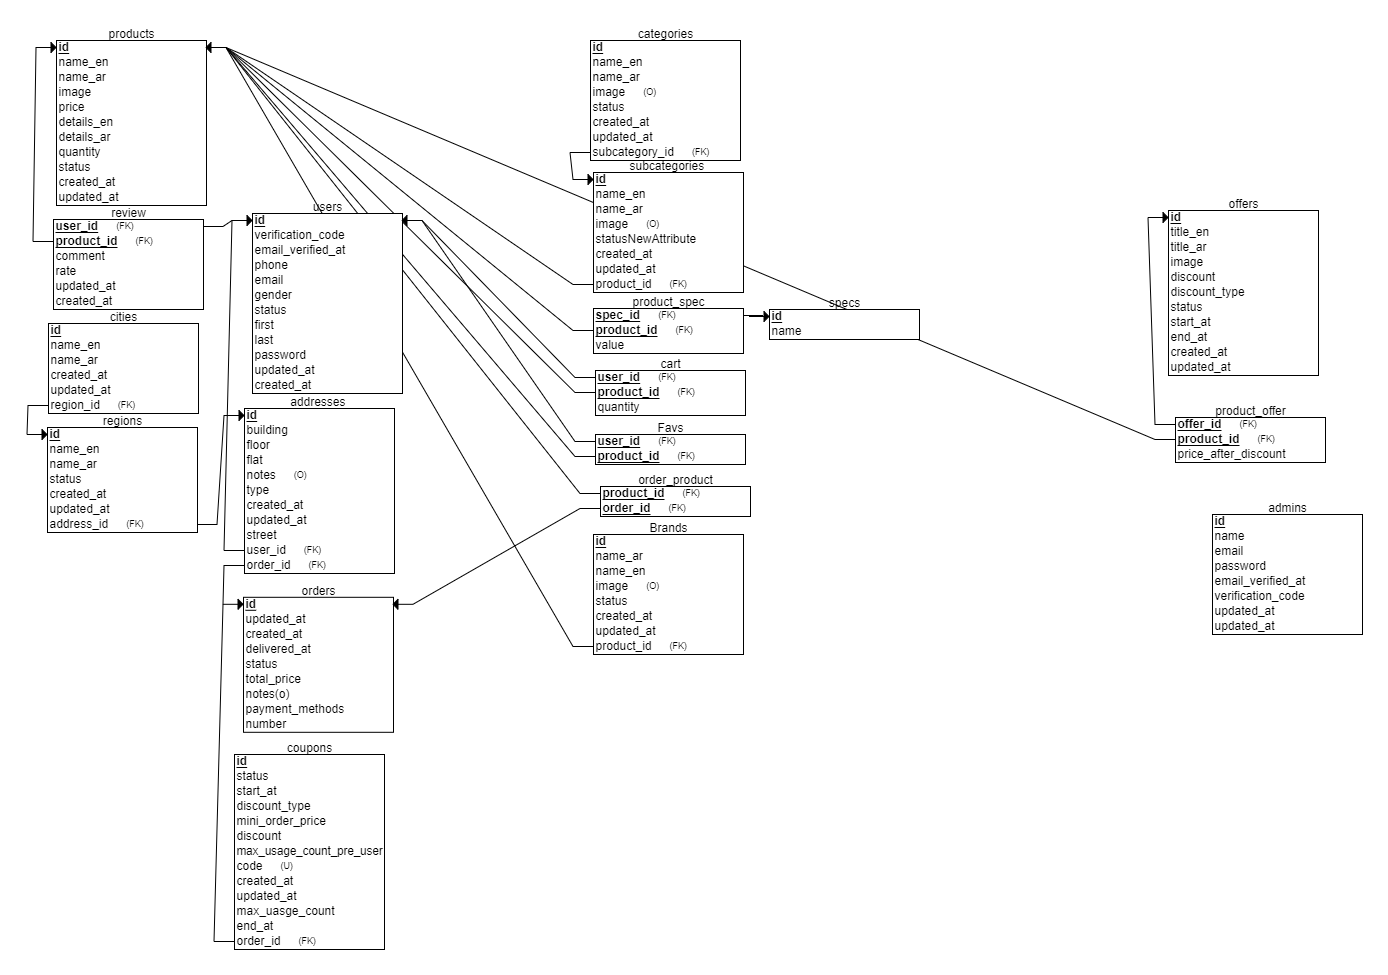 products
id
name_en
name_ar
image
price
details_en
details_ar
quantity
status
created_at
updated_at
review
user_id (FK)
product_id (FK)
comment
rate
updated_at
created_at
cities
id
name_en
name_ar
created_at
updated_at
region_id (FK)
regions
id
name_en
name_ar
status
created_at
updated_at
address_id (FK)
users
id
verification_code
email_verified_at
phone
email
gender
status
first
last
password
updated_at
created_at
addresses
id
building
floor
flat
notes (O)
type
created_at
updated_at
street
user_id (FK)
order_id (FK)
orders
id
updated_at
created_at
delivered_at
status
total_price
notes(o)
payment_methods
number
coupons
id
status
start_at
discount_type
mini_order_price
discount
max_usage_count_pre_user
code (U)
created_at
updated_at
max_uasge_count
end_at
order_id (FK)
categories
id
name_en
name_ar
image (O)
status
created_at
updated_at
subcategory_id (FK)
subcategories
id
name_en
name_ar
image (O)
statusNewAttribute
created_at
updated_at
product_id (FK)
product_spec
spec_id (FK)
product_id (FK)
value
cart
user_id (FK)
product_id (FK)
quantity
Favs
user_id (FK)
product_id (FK)
order_product
product_id (FK)
order_id (FK)
Brands
id
name_ar
name_en
image (O)
status
created_at
updated_at
product_id (FK)
specs
id
name
offers
id
title_en
title_ar
image
discount
discount_type
status
start_at
end_at
created_at
updated_at
product_offer
offer_id (FK)
product_id (FK)
price_after_discount
admins
id
name
email
password
email_verified_at
verification_code
updated_at
updated_at